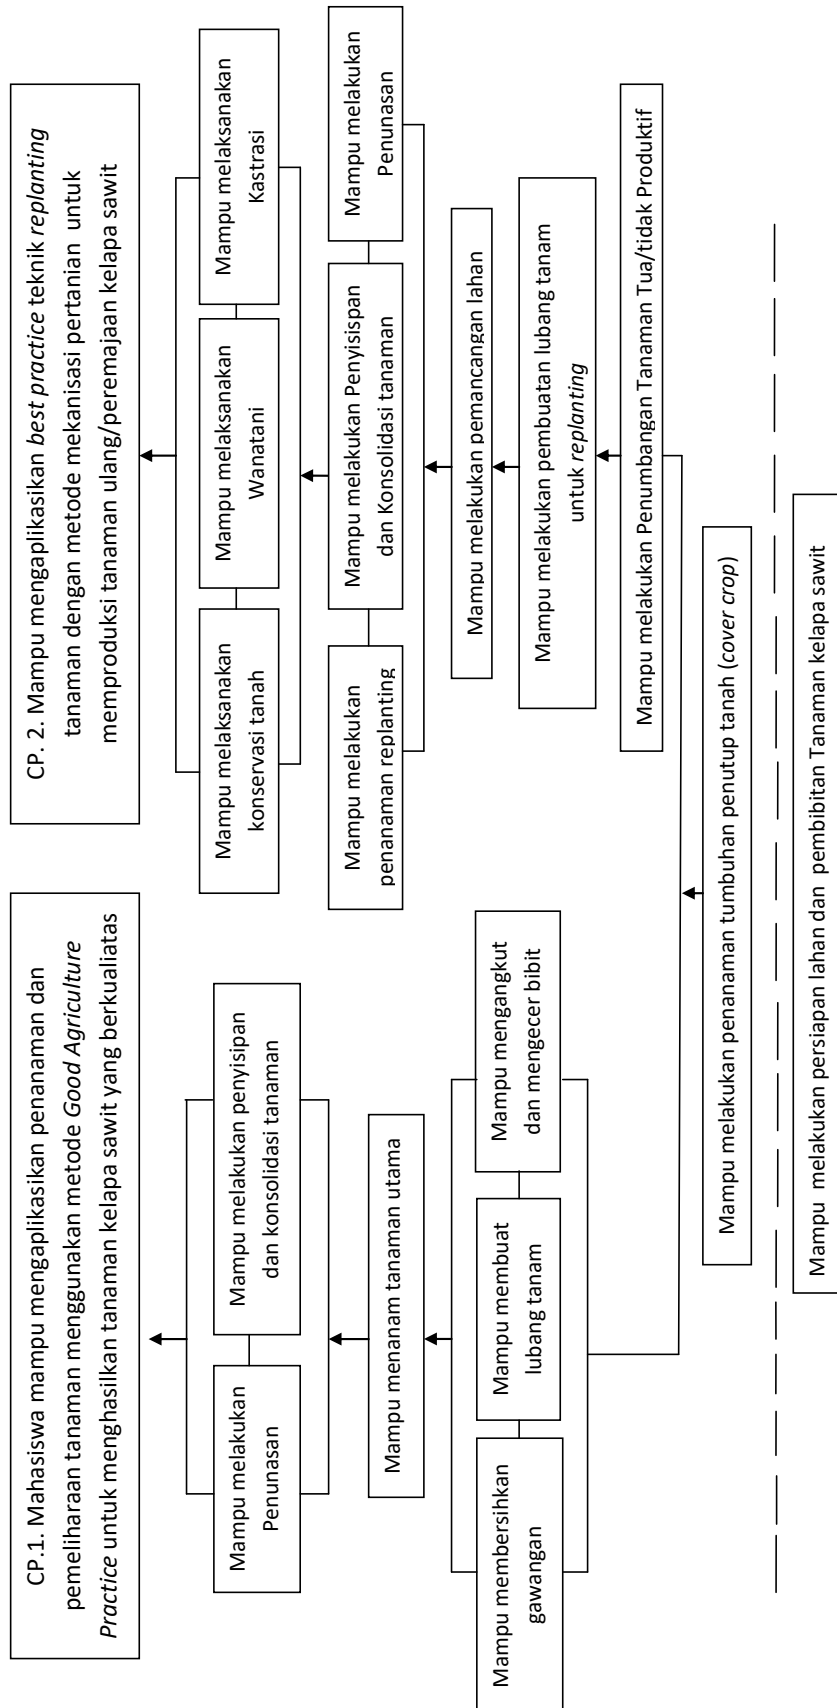 CP.1. Mahasiswa mampu mengaplikasikan penanaman dan
pemeliharaan tanaman menggunakan metode Good Agriculture
Practice untuk menghasilkan tanaman kelapa sawit yang berkualiatas
CP. 2. Mampu mengaplikasikan best practice teknik replanting
tanaman dengan metode mekanisasi pertanian untuk
memproduksi tanaman ulang/peremajaan kelapa sawit
Mampu melakukan
Penunasan
Mampu melakukan penyisipan
dan konsolidasi tanaman
Mampu melaksanakan
konservasi tanah
Mampu melaksanakan
Wanatani
Mampu melaksanakan
Kastrasi
Mampu menanam tanaman utama
Mampu melakukan
penanaman replanting
Mampu melakukan Penyisispan
dan Konsolidasi tanaman
Mampu melakukan
Penunasan
Mampu membersihkan
gawangan
Mampu membuat
lubang tanam
Mampu mengangkut
dan mengecer bibit
Mampu melakukan pemancangan lahan
Mampu melakukan pembuatan lubang tanam
untuk replanting
Mampu melakukan Penumbangan Tanaman Tua/tidak Produktif
Mampu melakukan penanaman tumbuhan penutup tanah (cover crop)
Mampu melakukan persiapan lahan dan pembibitan Tanaman kelapa sawit